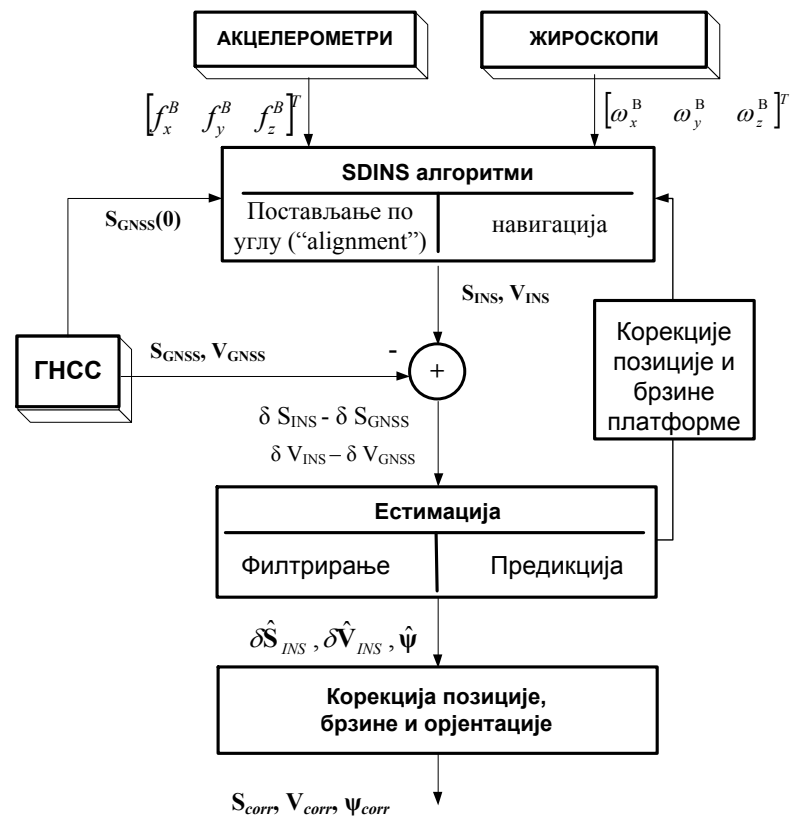 АКЦЕЛЕРОМЕТРИ
ЖИРОСКОПИ
[f_x^B f_y^B f_z^B]^T
[ω_x^B ω_y^B ω_z^B]^T
SDINS алгоритми
Постављање по
углу (“alignment”)
навигација
S_GNSS(0)
S_INS, V_INS
Корекције
позиције и
брзине
платформе
ГНСС
S_GNSS, V_GNSS
-
+
δ S_INS - δ S_GNSS
δ V_INS – δ V_GNSS
Естимација
Филтрирање
Предикција
δŜ_INS , δV̂_INS , ψ̂
Корекција позиције,
брзине и орјентације
S_corr, V_corr, ψ_corr